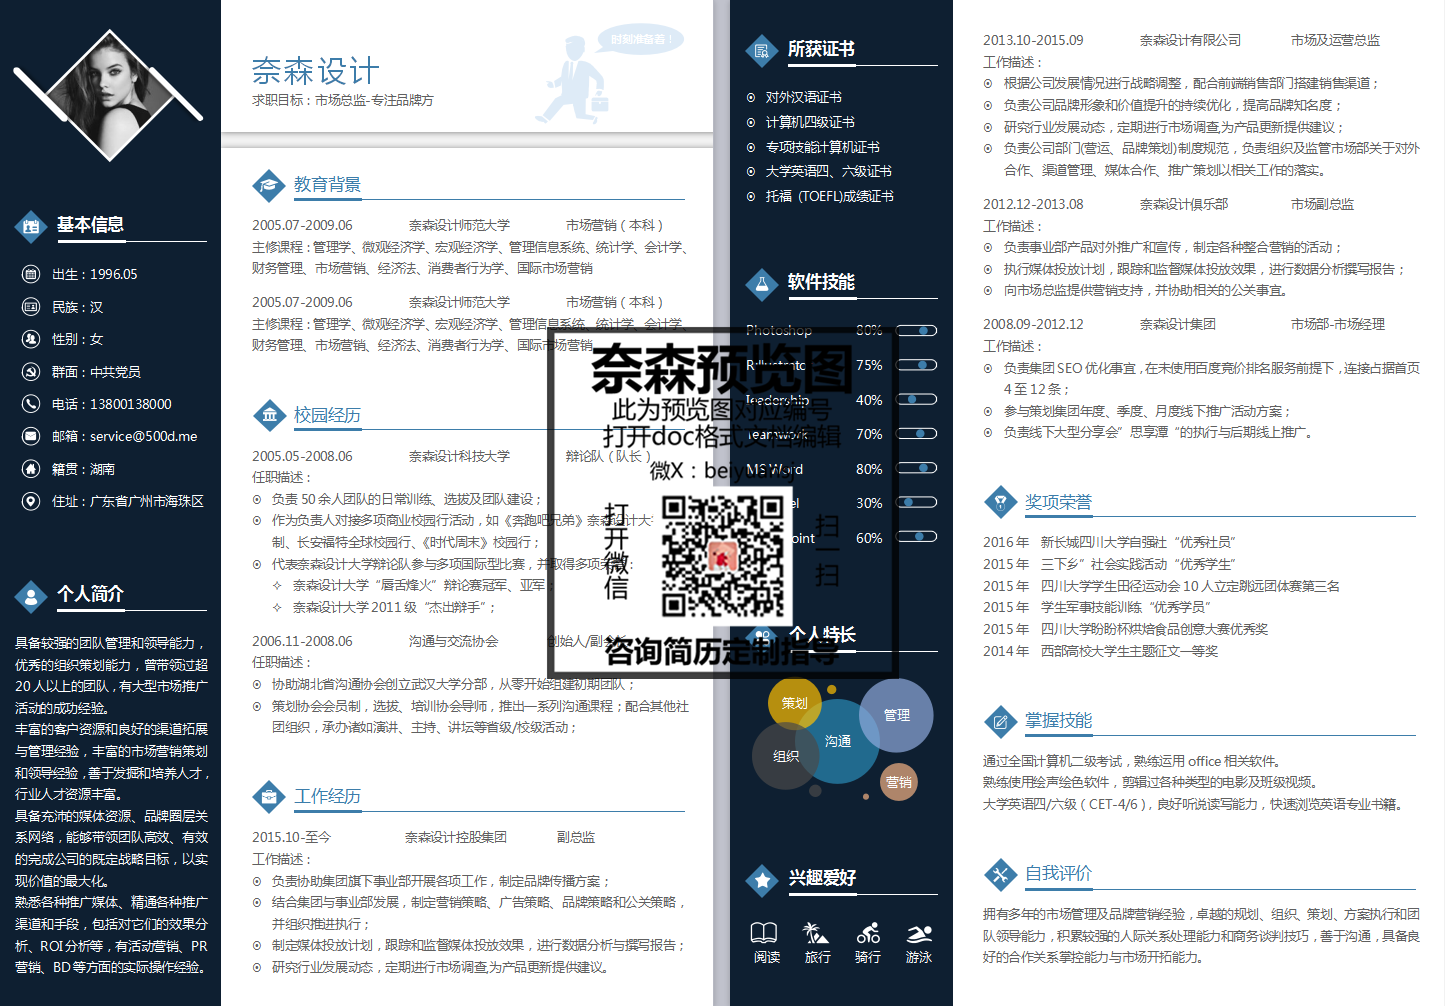 基本信息
出生：1996.05
民族：汉
性别：女
群面：中共党员
电话：13800138000
邮箱：service@500d.me
籍贯：湖南
住址：广东省广州市海珠区
个人简介
具备较强的团队管理和领导能力，
优秀的组织策划能力，曾带领过超
20 人以上的团队，有大型市场推广
活动的成功经验。
丰富的客户资源和良好的渠道拓展
与管理经验，丰富的市场营销策划
和领导经验，善于发掘和培养人才，
行业人才资源丰富。
具备充沛的媒体资源、品牌圈层关
系网络，能够带领团队高效、有效
的完成公司的既定战略目标，以实
现价值的最大化。
熟悉各种推广媒体、精通各种推广
渠道和手段，包括对它们的效果分
析、ROI 分析等，有活动营销、PR
营销、BD 等方面的实际操作经验。
奈森设计
求职目标：市场总监-专注品牌方
时刻准备着！
教育背景
2005.07-2009.06 奈森设计师范大学 市场营销（本科）
主修课程：管理学、微观经济学、宏观经济学、管理信息系统、统计学、会计学、
财务管理、市场营销、经济法、消费者行为学、国际市场营销
2005.07-2009.06 奈森设计师范大学 市场营销（本科）
主修课程：管理学、微观经济学、宏观经济学、管理信息系统、统计学、会计学、
财务管理、市场营销、经济法、消费者行为学、国际市场营销
校园经历
2005.05-2008.06 奈森设计科技大学 辩论队（队长）
任职描述：
负责 50 余人团队的日常训练、选拔及团队建设；
作为负责人对接多项商业校园行活动，如《奔跑吧兄弟》奈森设计大
制、长安福特全球校园行、《时代周末》校园行；
代表奈森设计大学辩论队参与多项国际型比赛，并取得多项
奈森设计大学“唇舌烽火”辩论赛冠军、亚军；
奈森设计大学 2011 级“杰出辩手”；
2006.11-2008.06 沟通与交流协会 创始人/副会长
任职描述：
协助湖北省沟通协会创立武汉大学分部，从零开始组建初期团队；
策划协会会员制，选拔、培训协会导师，推出一系列沟通课程；配合其他社
团组织，承办诸如演讲、主持、讲坛等省级/校级活动；
工作经历
2015.10-至今 奈森设计控股集团 副总监
工作描述：
负责协助集团旗下事业部开展各项工作，制定品牌传播方案；
结合集团与事业部发展，制定营销策略、广告策略、品牌策略和公关策略，
并组织推进执行；
制定媒体投放计划，跟踪和监督媒体投放效果，进行数据分析与撰写报告；
研究行业发展动态，定期进行市场调查,为产品更新提供建议。
所获证书
对外汉语证书
计算机四级证书
专项技能计算机证书
大学英语四、六级证书
托福（TOEFL)成绩证书
软件技能
Photoshop 80%
75%
leadership 40%
Teamwork 70%
MS Word 80%
el 30%
oint 60%
个人特长
策划
管理
沟通
组织
营销
兴趣爱好
阅读 旅行 骑行 游泳
奈森预览图
此为预览图对应编号
打开doc格式文档编辑
微X：beiyuansj
打开微信
扫一扫
咨询简历定制指导
2013.10-2015.09 奈森设计有限公司 市场及运营总监
工作描述：
根据公司发展情况进行战略调整，配合前端销售部门搭建销售渠道；
负责公司品牌形象和价值提升的持续优化，提高品牌知名度；
研究行业发展动态，定期进行市场调查,为产品更新提供建议；
负责公司部门(营运、品牌策划)制度规范，负责组织及监管市场部关于对外
合作、渠道管理、媒体合作、推广策划以相关工作的落实。
2012.12-2013.08 奈森设计俱乐部 市场副总监
工作描述：
负责事业部产品对外推广和宣传，制定各种整合营销的活动；
执行媒体投放计划，跟踪和监督媒体投放效果，进行数据分析撰写报告；
向市场总监提供营销支持，并协助相关的公关事宜。
2008.09-2012.12 奈森设计集团 市场部-市场经理
工作描述：
负责集团 SEO 优化事宜，在未使用百度竞价排名服务前提下，连接占据首页
4 至 12 条；
参与策划集团年度、季度、月度线下推广活动方案；
负责线下大型分享会”思享潭“的执行与后期线上推广。
奖项荣誉
2016 年 新长城四川大学自强社“优秀社员”
2015 年 三下乡”社会实践活动“优秀学生”
2015 年 四川大学学生田径运动会 10 人立定跳远团体赛第三名
2015 年 学生军事技能训练“优秀学员”
2015 年 四川大学盼盼杯烘焙食品创意大赛优秀奖
2014 年 西部高校大学生主题征文一等奖
掌握技能
通过全国计算机二级考试，熟练运用 office 相关软件。
熟练使用绘声绘色软件，剪辑过各种类型的电影及班级视频。
大学英语四/六级（CET-4/6)，良好听说读写能力，快速浏览英语专业书籍。
自我评价
拥有多年的市场管理及品牌营销经验，卓越的规划、组织、策划、方案执行和团
队领导能力，积累较强的人际关系处理能力和商务谈判技巧，善于沟通，具备良
好的合作关系掌控能力与市场开拓能力。